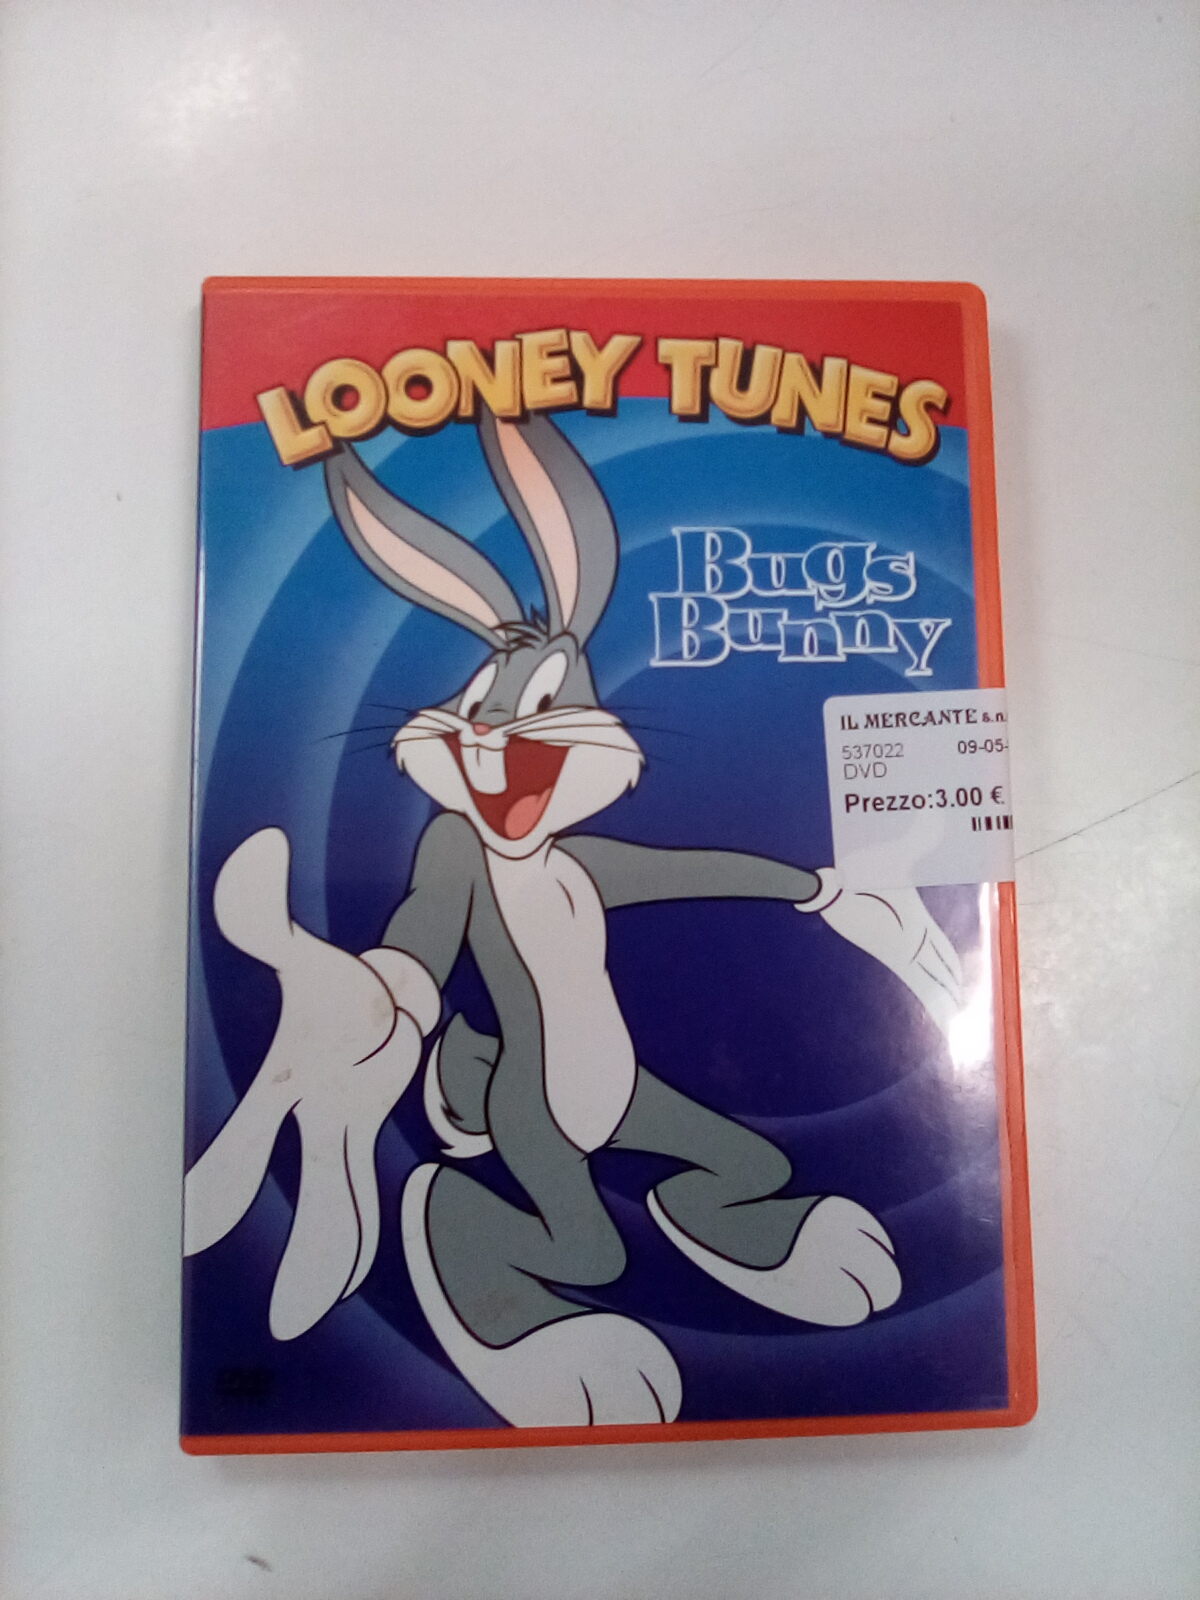 LOONEY TUNES
Bugs
Bunny
IL MERCANTE s.n.
537022 09-05-
DVD
Prezzo:3.00 €